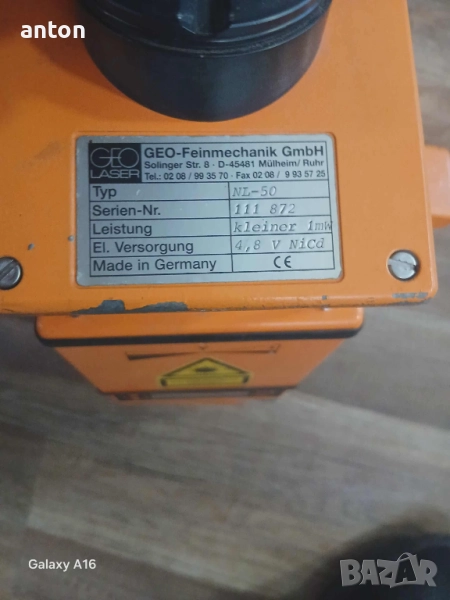 anton
GEO
LASER
GEO-Feinmechanik GmbH
Solinger Str. 8 · D-45481 Mülheim/ Ruhr
Tel.: 02 08 / 99 35 70 · Fax 02 08 / 9 93 57 25
Typ NL-50
Serien-Nr. 111 872
Leistung kleiner 1mW
El. Versorgung 4,8 V NiCd
Made in Germany CE
Galaxy A16
BAZAR